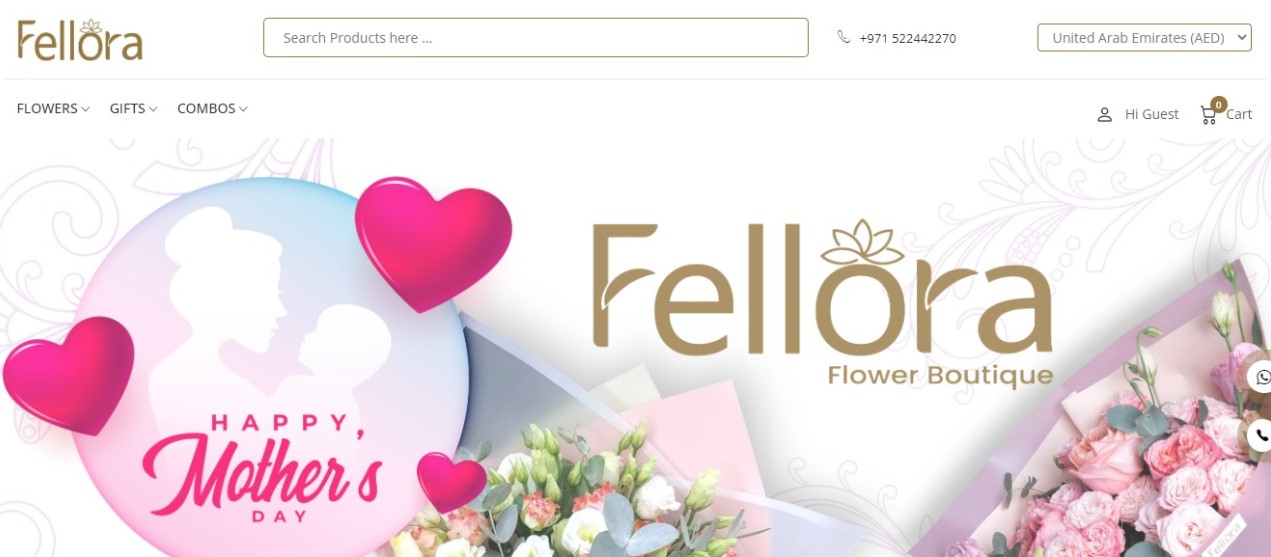 Fellora
Search Products here ...
+971 522442270
United Arab Emirates (AED)
FLOWERS
GIFTS
COMBOS
Hi Guest
0
Cart
Fellora
Flower Boutique
HAPPY,
Mother's
DAY